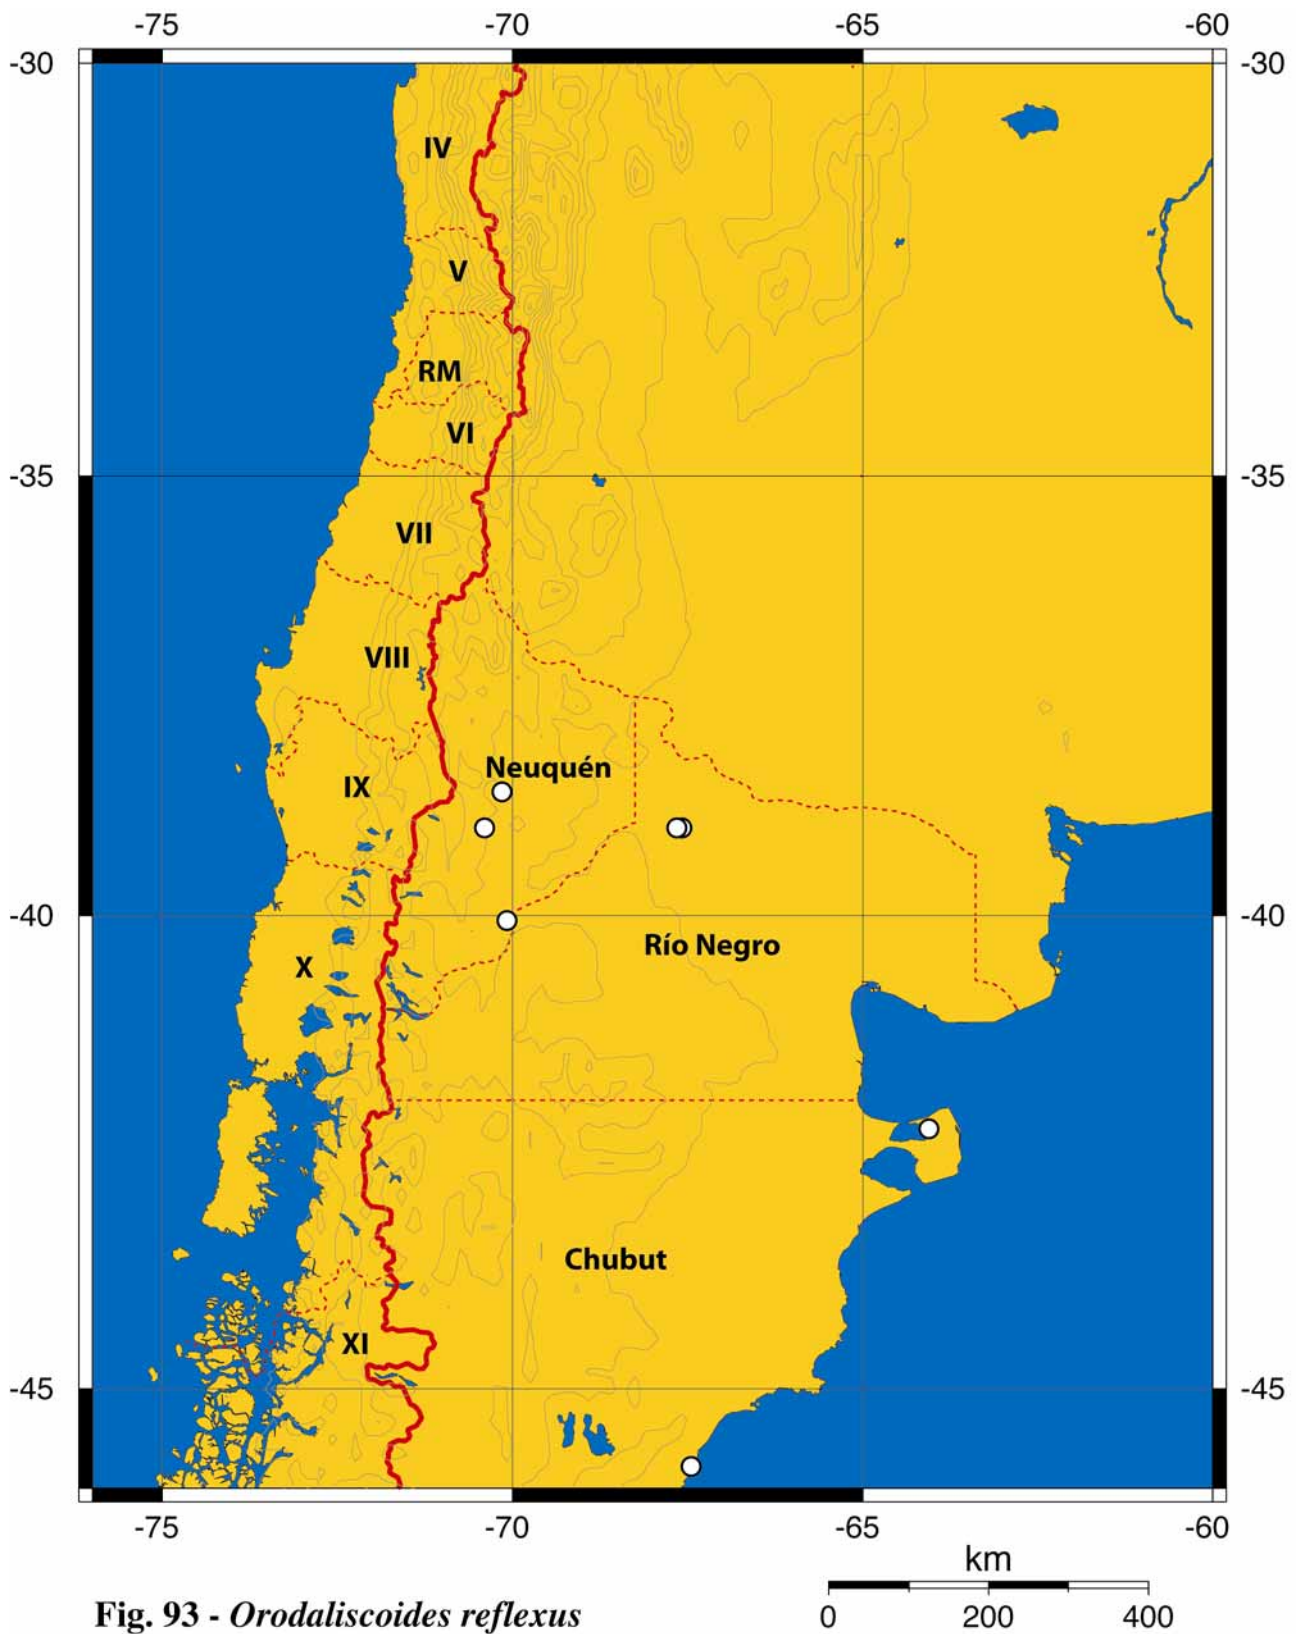 -75 -70 -65 -60
-30 -30
IV
V
RM
VI
-35 -35
VII
VIII
Neuquén
IX
-40 -40
Río Negro
X
Chubut
XI
-45 -45
-75 -70 -65 -60
km
0 200 400
Fig. 93 - Orodaliscoides reflexus